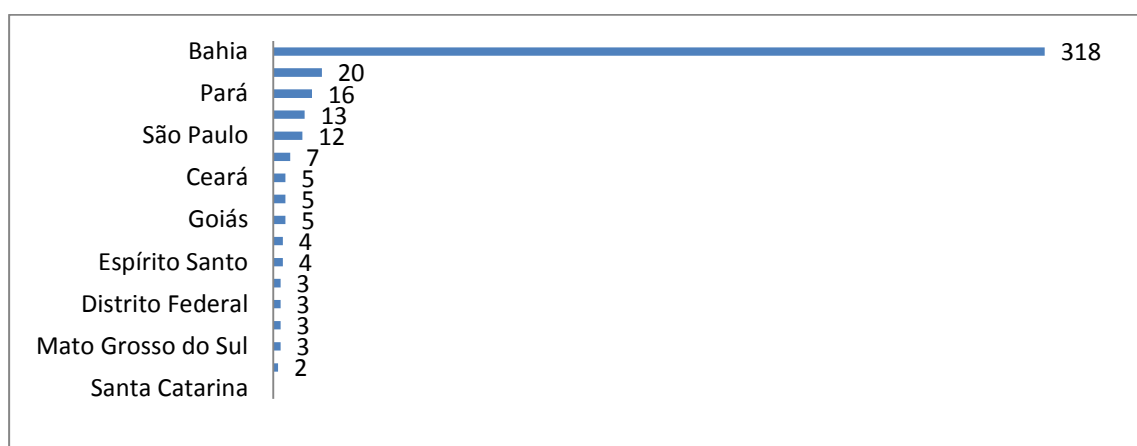 Bahia 318
20
Pará 16
13
São Paulo 12
7
Ceará 5
5
Goiás 5
4
Espírito Santo 4
3
Distrito Federal 3
3
Mato Grosso do Sul 3
2
Santa Catarina